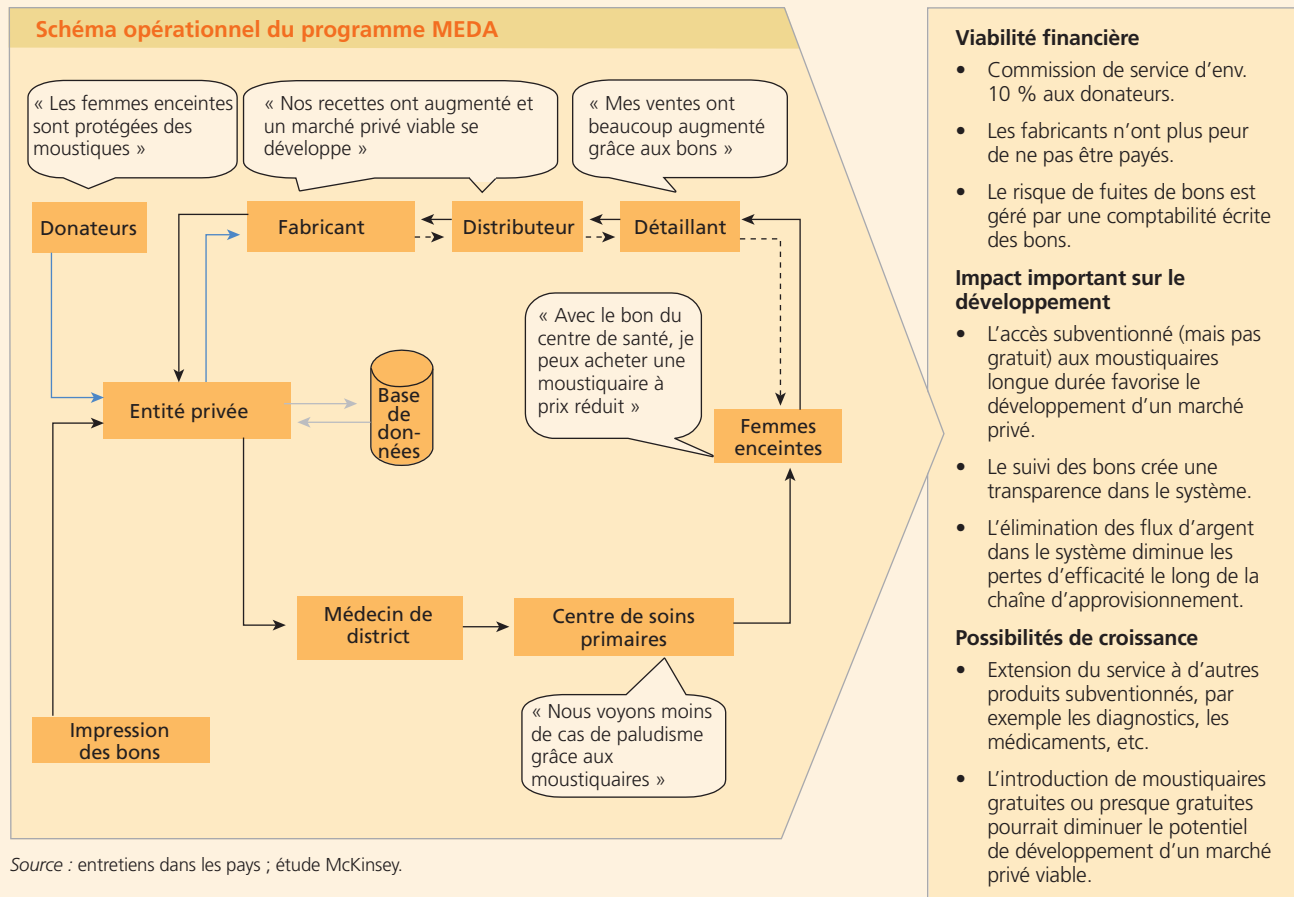 Schéma opérationnel du programme MEDA
« Les femmes enceintes
sont protégées des
moustiques »
« Nos recettes ont augmenté et
un marché privé viable se
développe »
« Mes ventes ont
beaucoup augmenté
grâce aux bons »
Donateurs
Fabricant
Distributeur
Détaillant
« Avec le bon du
centre de santé, je
peux acheter une
moustiquaire à
prix réduit »
Entité privée
Base
de
don-
nées
Femmes
enceintes
Médecin de
district
Centre de soins
primaires
« Nous voyons moins
de cas de paludisme
grâce aux
moustiquaires »
Impression
des bons
Source : entretiens dans les pays ; étude McKinsey.
Viabilité financière
• Commission de service d'env.
10 % aux donateurs.
• Les fabricants n'ont plus peur
de ne pas être payés.
• Le risque de fuites de bons est
géré par une comptabilité écrite
des bons.
Impact important sur le
développement
• L'accès subventionné (mais pas
gratuit) aux moustiquaires
longue durée favorise le
développement d'un marché
privé.
• Le suivi des bons crée une
transparence dans le système.
• L'élimination des flux d'argent
dans le système diminue les
pertes d'efficacité le long de la
chaîne d'approvisionnement.
Possibilités de croissance
• Extension du service à d'autres
produits subventionnés, par
exemple les diagnostics, les
médicaments, etc.
• L'introduction de moustiquaires
gratuites ou presque gratuites
pourrait diminuer le potentiel
de développement d'un marché
privé viable.